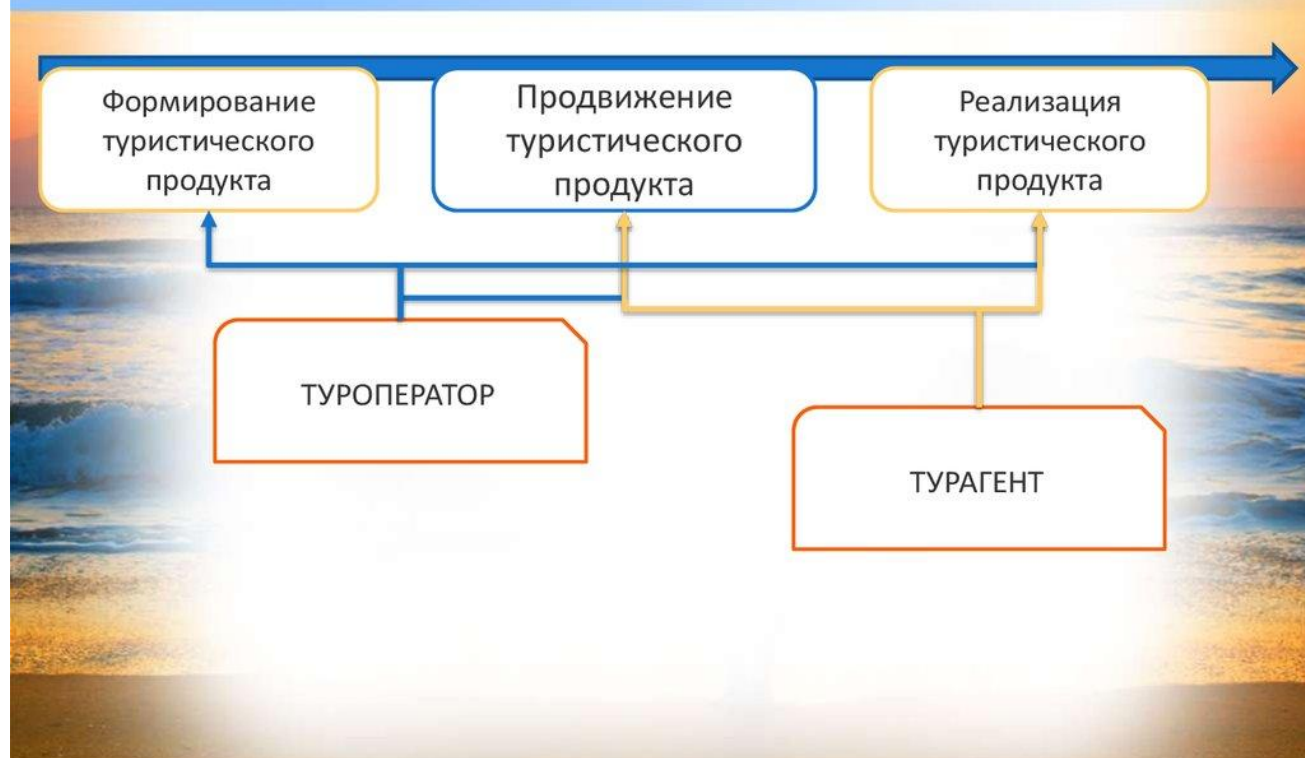 Формирование
туристического
продукта
Продвижение
туристического
продукта
Реализация
туристического
продукта
ТУРОПЕРАТОР
ТУРАГЕНТ